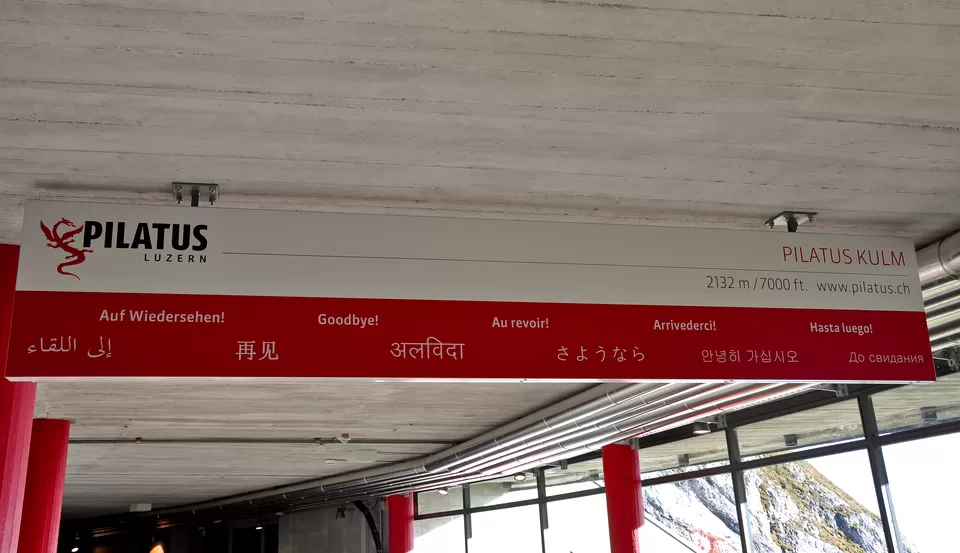 PILATUS
LUZERN
PILATUS KULM
2132 m / 7000 ft. www.pilatus.ch
Auf Wiedersehen! Goodbye! Au revoir! Arrivederci! Hasta luego!
إلى اللقاء 再见 अलविदा さようなら 안녕히 가십시오 До свидания